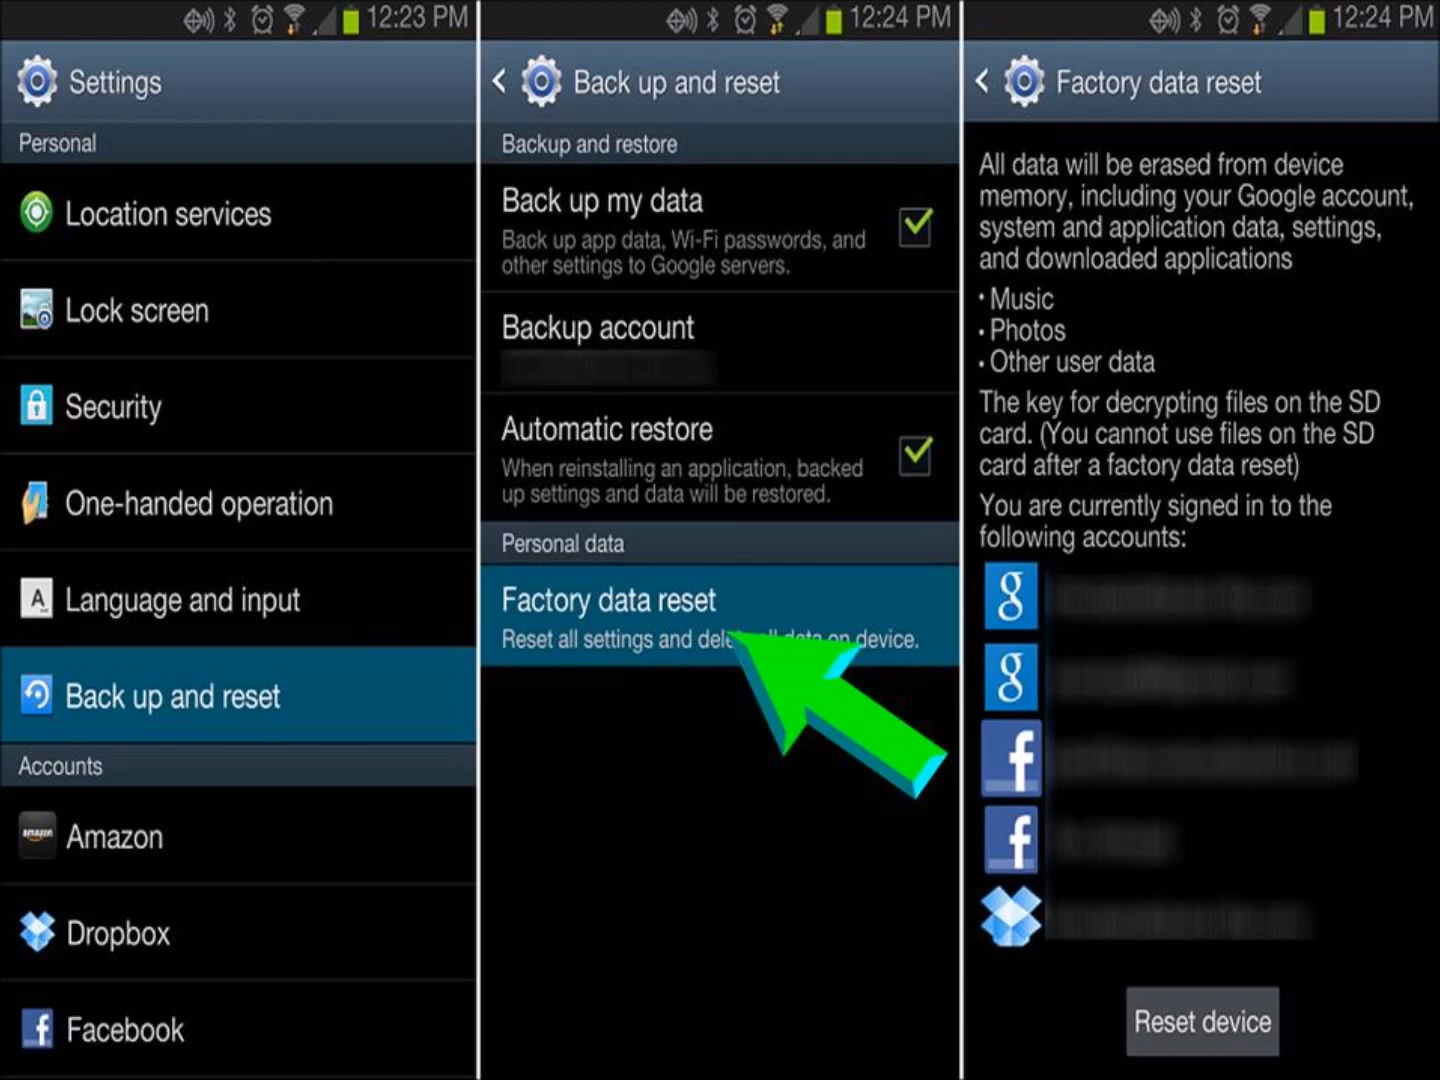 12:23 PM
Settings
Personal
Location services
Lock screen
Security
One-handed operation
A Language and input
Back up and reset
Accounts
amazon Amazon
Dropbox
f Facebook
12:24 PM
Back up and reset
Backup and restore
Back up my data
Back up app data, Wi-Fi passwords, and
other settings to Google servers.
Backup account
Automatic restore
When reinstalling an application, backed
up settings and data will be restored.
Personal data
Factory data reset
Reset all settings and delete all data on device.
12:24 PM
Factory data reset
All data will be erased from device
memory, including your Google account,
system and application data, settings,
and downloaded applications
• Music
• Photos
• Other user data
The key for decrypting files on the SD
card. (You cannot use files on the SD
card after a factory data reset)
You are currently signed in to the
following accounts:
g
g
f
f
Reset device